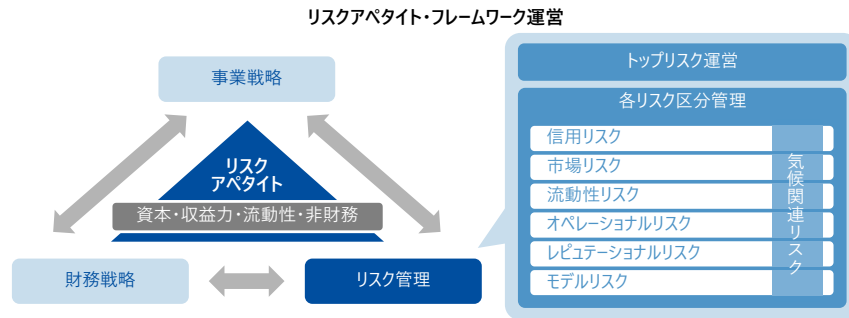 リスクアペタイト・フレームワーク運営
事業戦略
リスク
アペタイト
資本・収益力・流動性・非財務
財務戦略
リスク管理
トップリスク運営
各リスク区分管理
信用リスク
市場リスク
流動性リスク
オペレーショナルリスク
レピュテーショナルリスク
モデルリスク
気候関連リスク